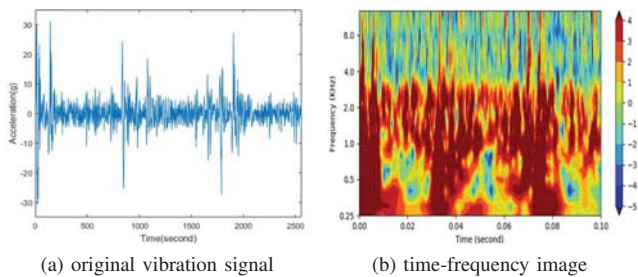 30
20
10
0
-10
-20
-30
Acceleration(g)
0 500 1000 1500 2000 2500
Time(second)
8.0
4.0
2.0
1.0
0.5
0.25
Frequency (KHz)
0.00 0.02 0.04 0.06 0.08 0.10
Time (second)
4
3
2
1
0
−1
−2
−3
−4
−5
(a) original vibration signal
(b) time-frequency image